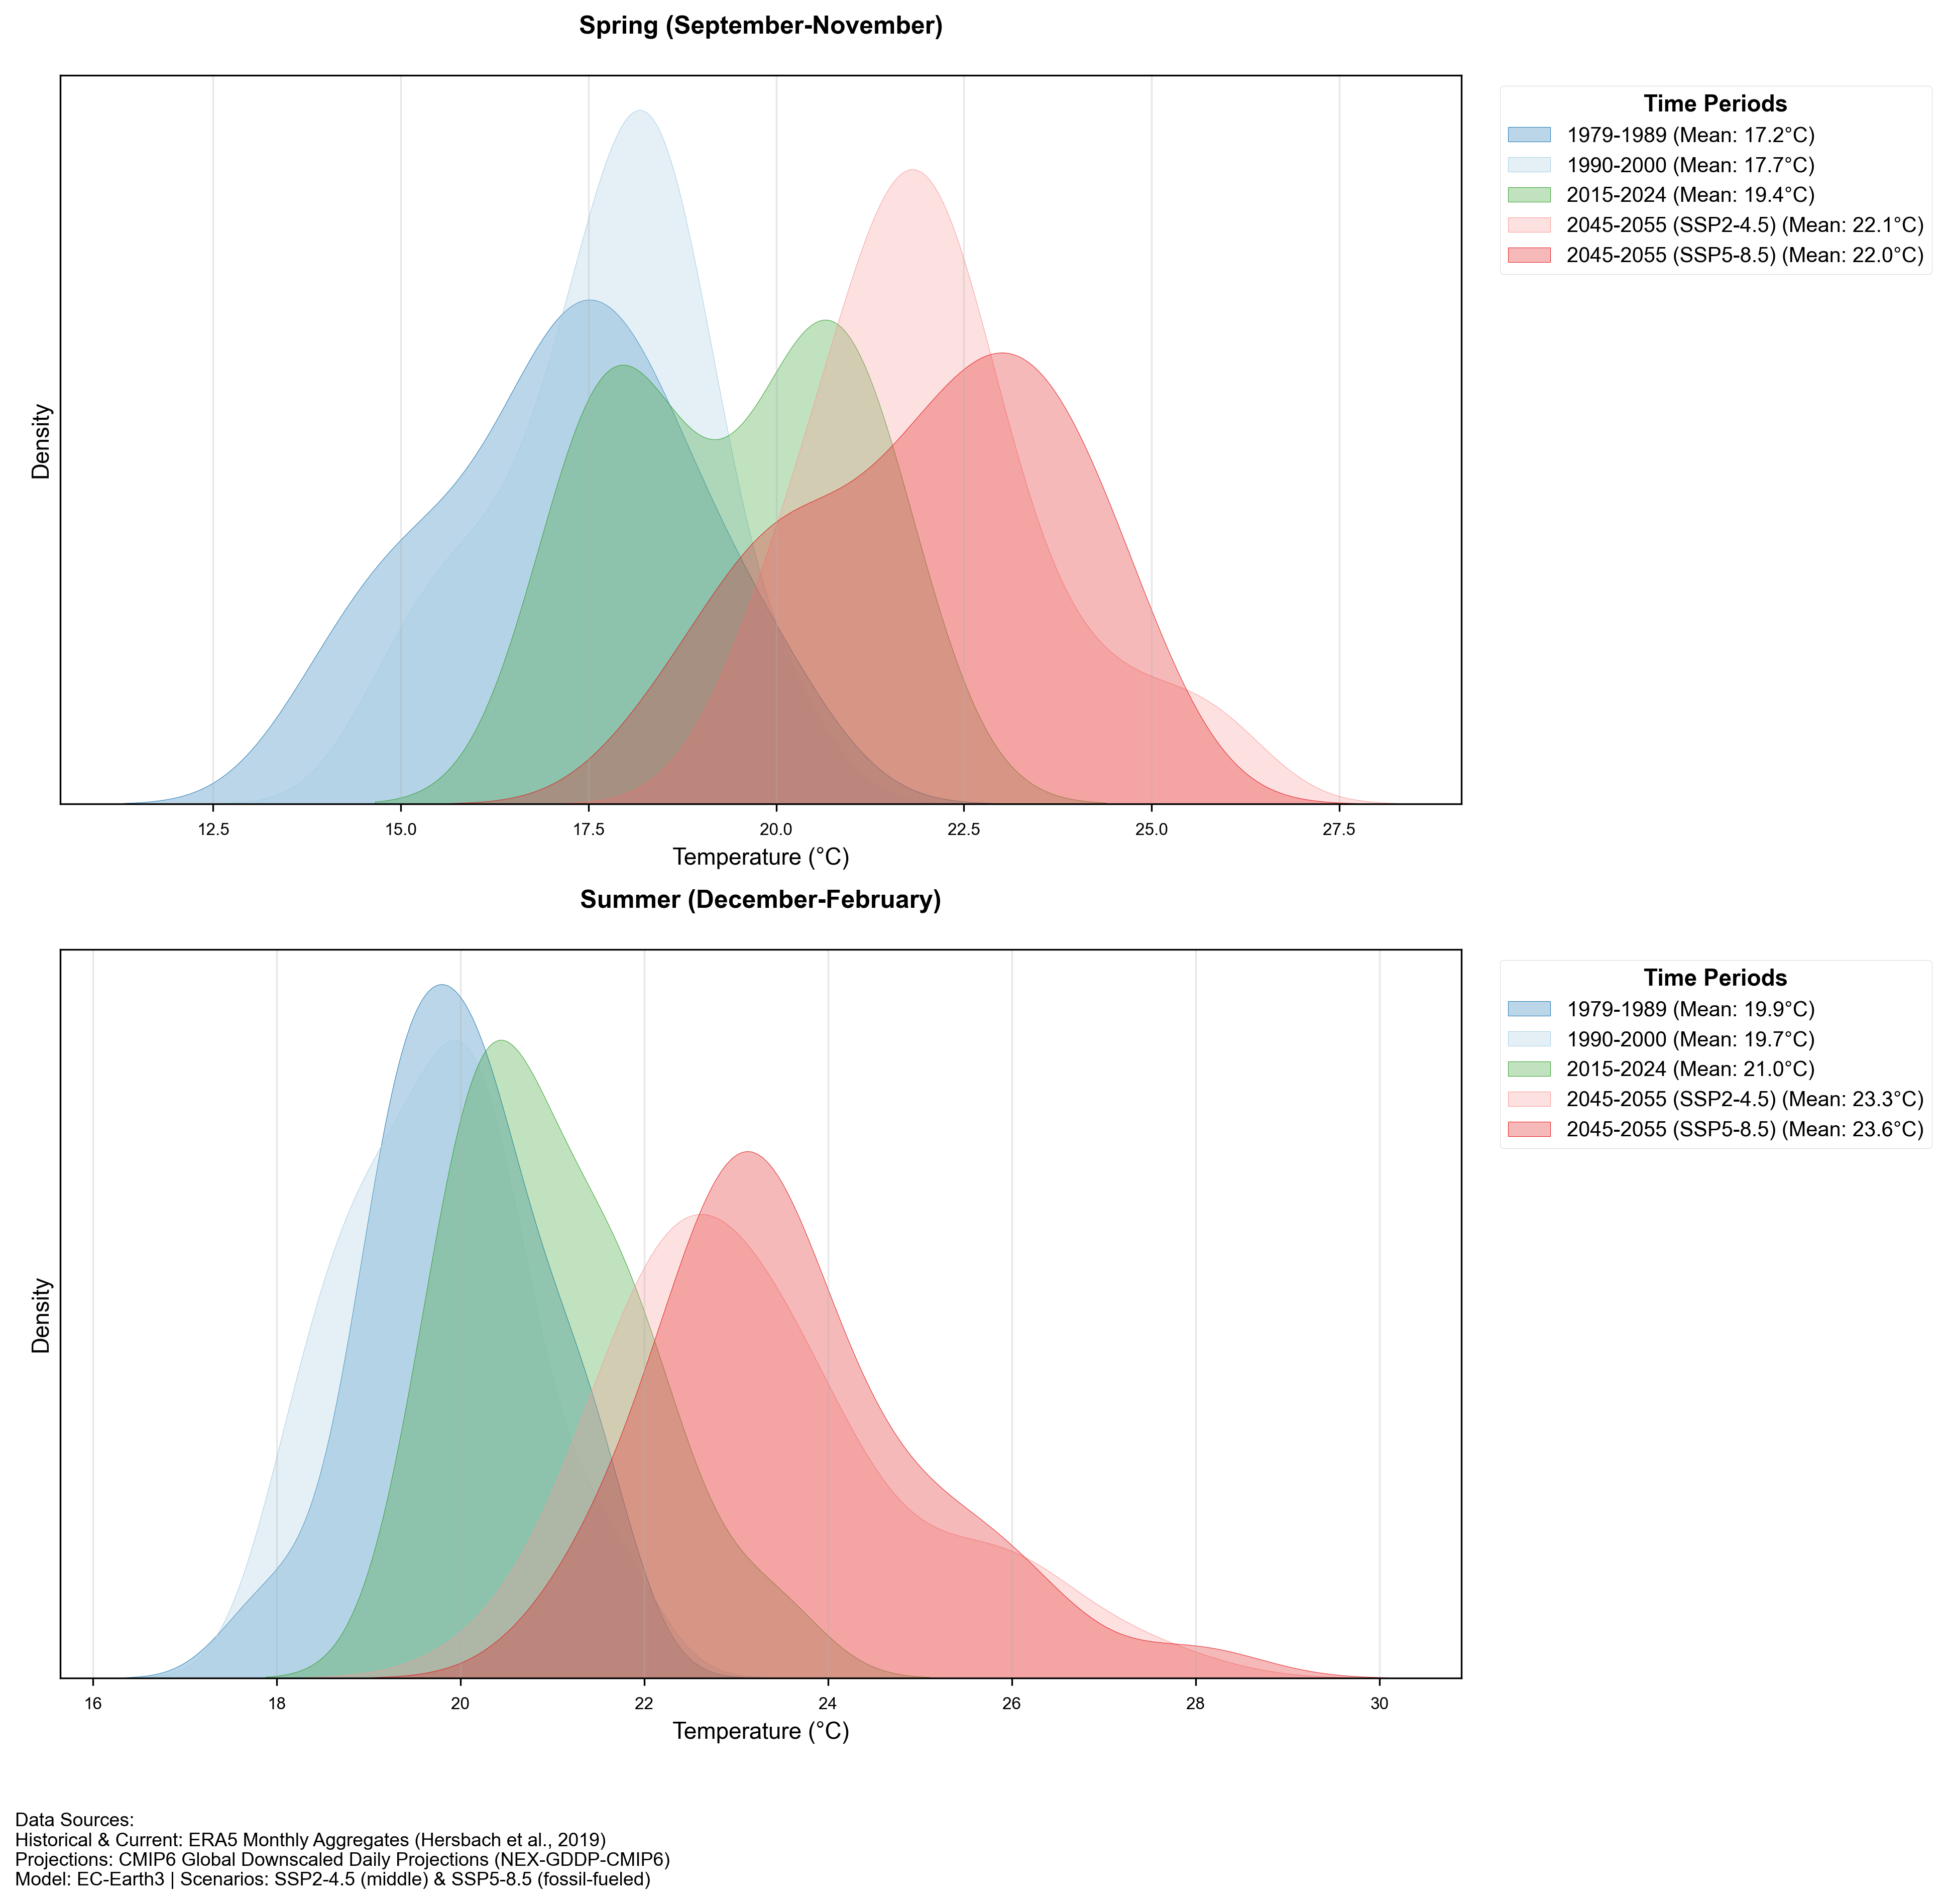 Spring (September-November)
Time Periods
1979-1989 (Mean: 17.2°C)
1990-2000 (Mean: 17.7°C)
2015-2024 (Mean: 19.4°C)
2045-2055 (SSP2-4.5) (Mean: 22.1°C)
2045-2055 (SSP5-8.5) (Mean: 22.0°C)
Density
12.5 15.0 17.5 20.0 22.5 25.0 27.5
Temperature (°C)
Summer (December-February)
Time Periods
1979-1989 (Mean: 19.9°C)
1990-2000 (Mean: 19.7°C)
2015-2024 (Mean: 21.0°C)
2045-2055 (SSP2-4.5) (Mean: 23.3°C)
2045-2055 (SSP5-8.5) (Mean: 23.6°C)
Density
16 18 20 22 24 26 28 30
Temperature (°C)
Data Sources:
Historical & Current: ERA5 Monthly Aggregates (Hersbach et al., 2019)
Projections: CMIP6 Global Downscaled Daily Projections (NEX-GDDP-CMIP6)
Model: EC-Earth3 | Scenarios: SSP2-4.5 (middle) & SSP5-8.5 (fossil-fueled)